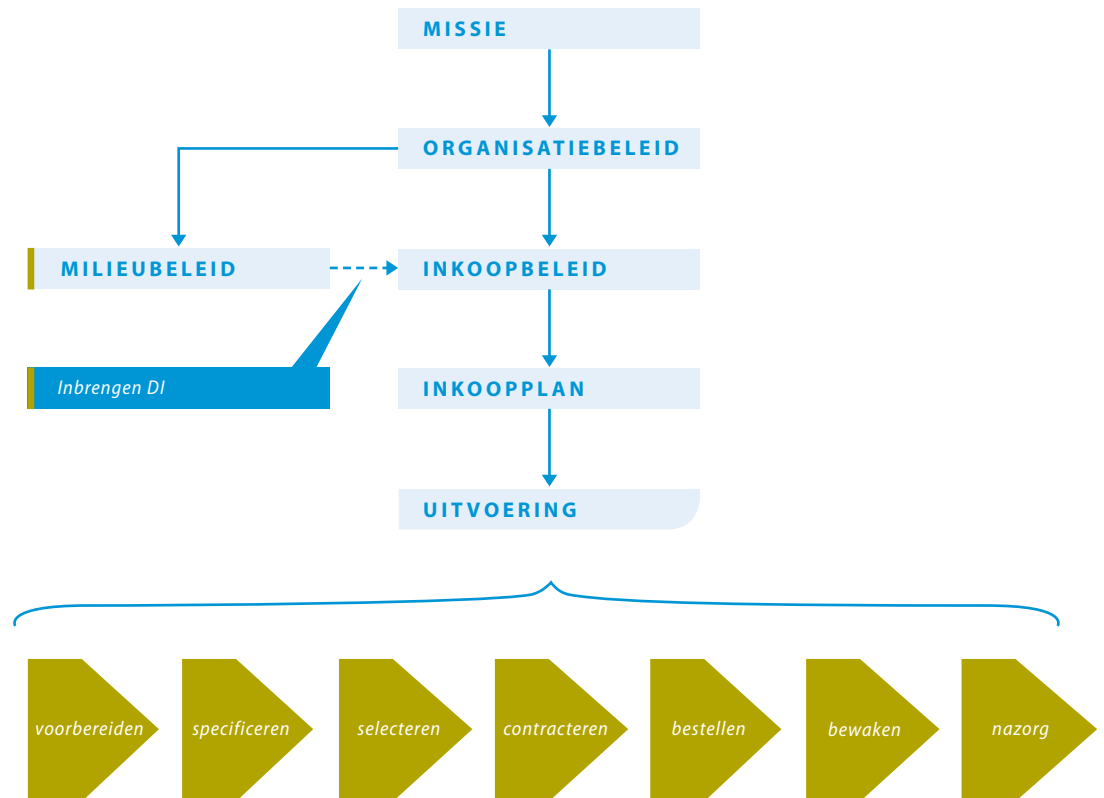 MISSIE
ORGANISATIEBELEID
MILIEUBELEID
INKOOPBELEID
Inbrengen DI
INKOOPPLAN
UITVOERING
voorbereiden
specificeren
selecteren
contracteren
bestellen
bewaken
nazorg